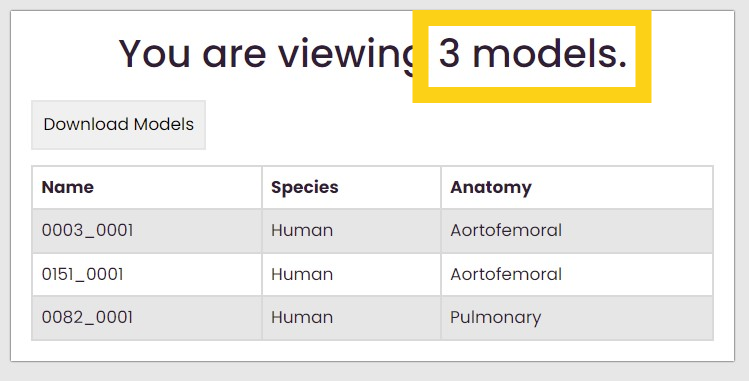 You are viewing 3 models.
Download Models
Name Species Anatomy
0003_0001 Human Aortofemoral
0151_0001 Human Aortofemoral
0082_0001 Human Pulmonary